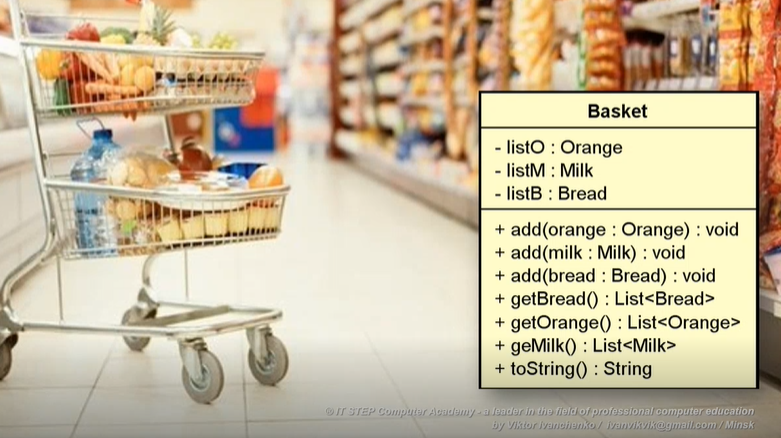 Basket
- listO : Orange
- listM : Milk
- listB : Bread
+ add(orange : Orange) : void
+ add(milk : Milk) : void
+ add(bread : Bread) : void
+ getBread() : List<Bread>
+ getOrange() : List<Orange>
+ geMilk() : List<Milk>
+ toString() : String
© IT STEP Computer Academy - a leader in the field of professional computer education
by Viktor Ivanchenko / ivanvikvik@gmail.com / Minsk